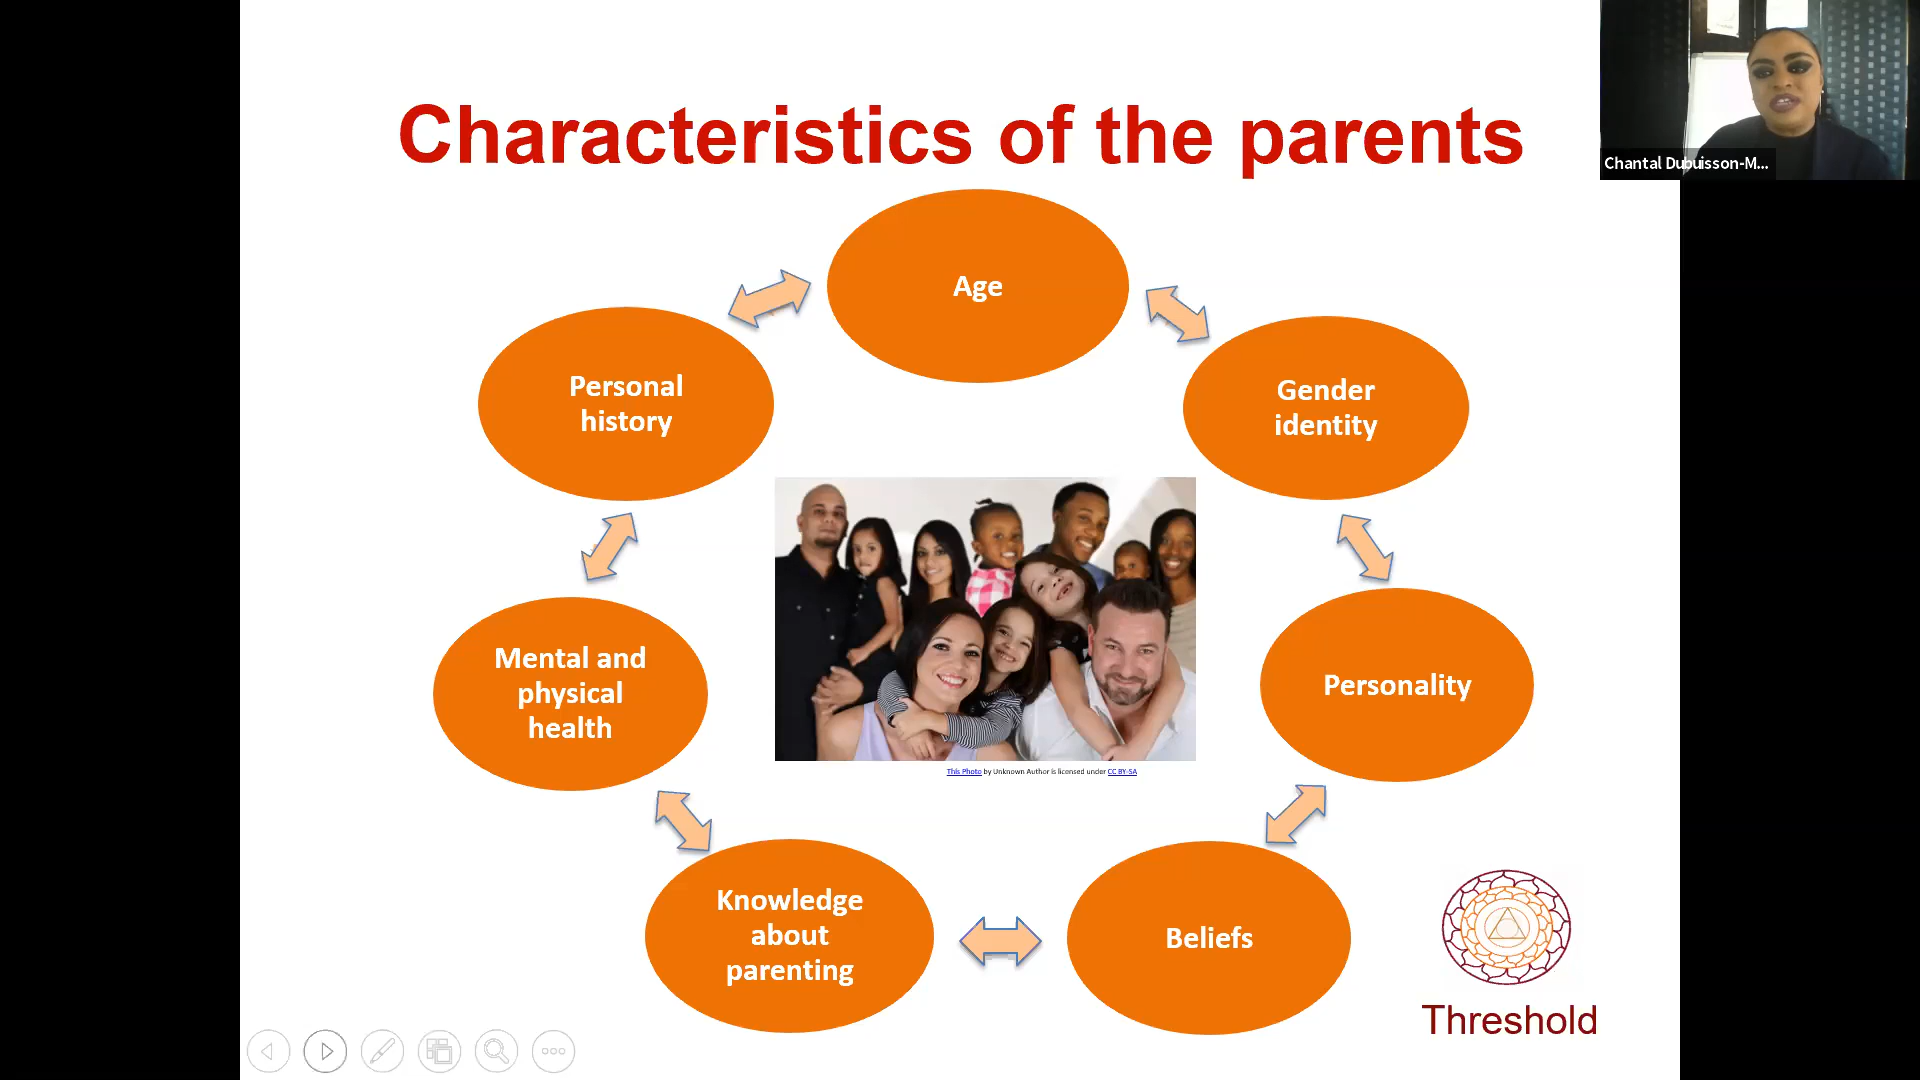 Characteristics of the parents
Chantal Dubuisson-M...
Age
Personal
history
Gender
identity
Mental and
physical
health
Personality
This Photo by Unknown Author is licensed under CC BY-SA
Knowledge
about
parenting
Beliefs
Threshold